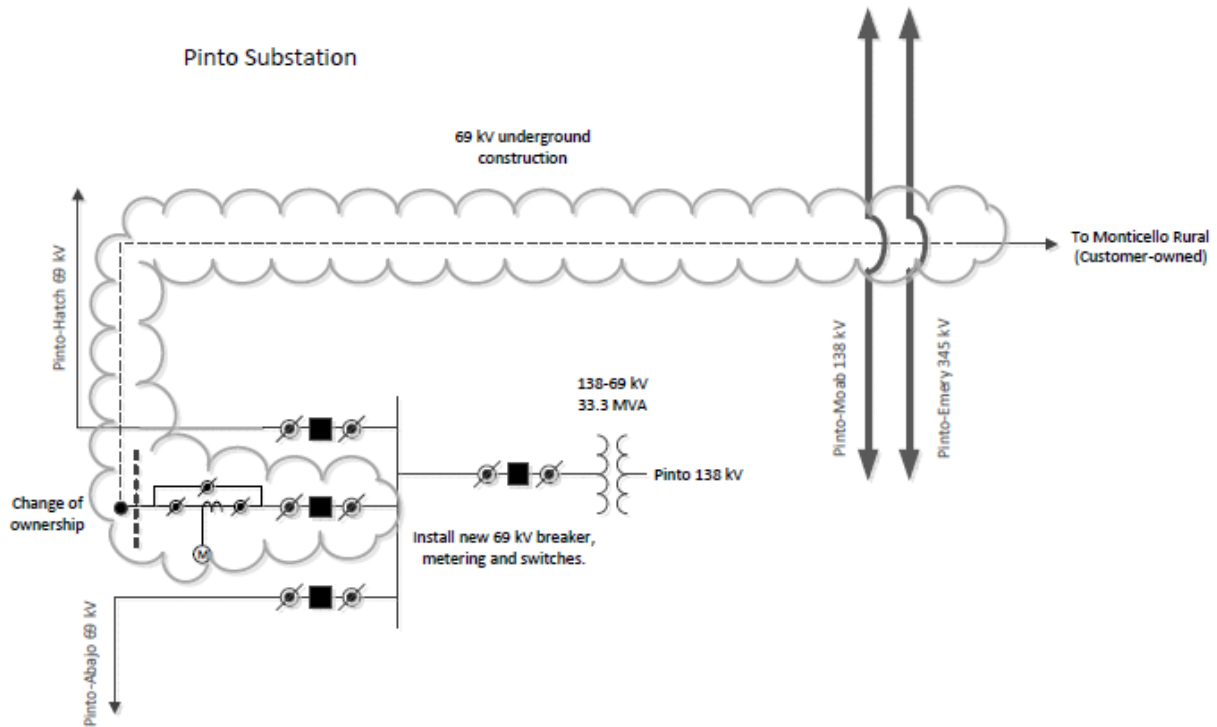 Pinto Substation
69 kV underground
construction
To Monticello Rural
(Customer-owned)
Pinto-Hatch 69 kV
Pinto-Moab 138 kV
Pinto-Emery 345 kV
138-69 kV
33.3 MVA
Pinto 138 kV
Change of
ownership
M
Install new 69 kV breaker,
metering and switches.
Pinto-Abajo 69 kV